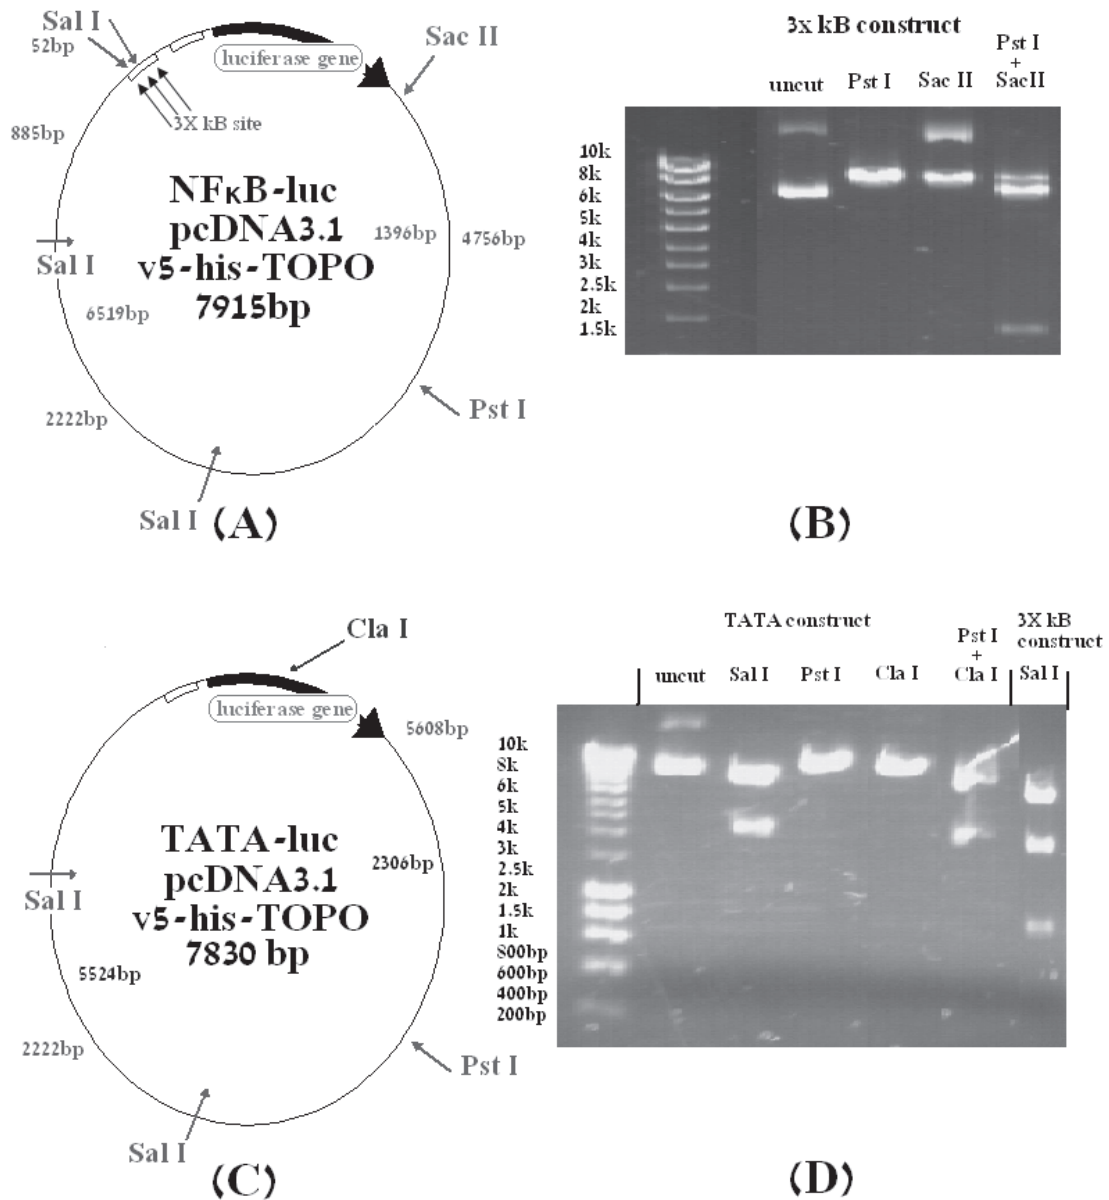 Sal I
52bp
luciferase gene
Sac II
3X kB site
885bp
NFκB-luc
pcDNA3.1
v5-his-TOPO
7915bp
1396bp
4756bp
Sal I
6519bp
2222bp
Pst I
Sal I
(A)
3x kB construct
uncut
Pst I
Sac II
Pst I
+
SacII
10k
8k
6k
5k
4k
3k
2.5k
2k
1.5k
(B)
Cla I
luciferase gene
5608bp
TATA-luc
pcDNA3.1
v5-his-TOPO
7830 bp
2306bp
Sal I
5524bp
2222bp
Pst I
Sal I
(C)
TATA construct
3X kB
construct
uncut
Sal I
Pst I
Cla I
Pst I
+
Cla I
Sal I
10k
8k
6k
5k
4k
3k
2.5k
2k
1.5k
1k
800bp
600bp
400bp
200bp
(D)